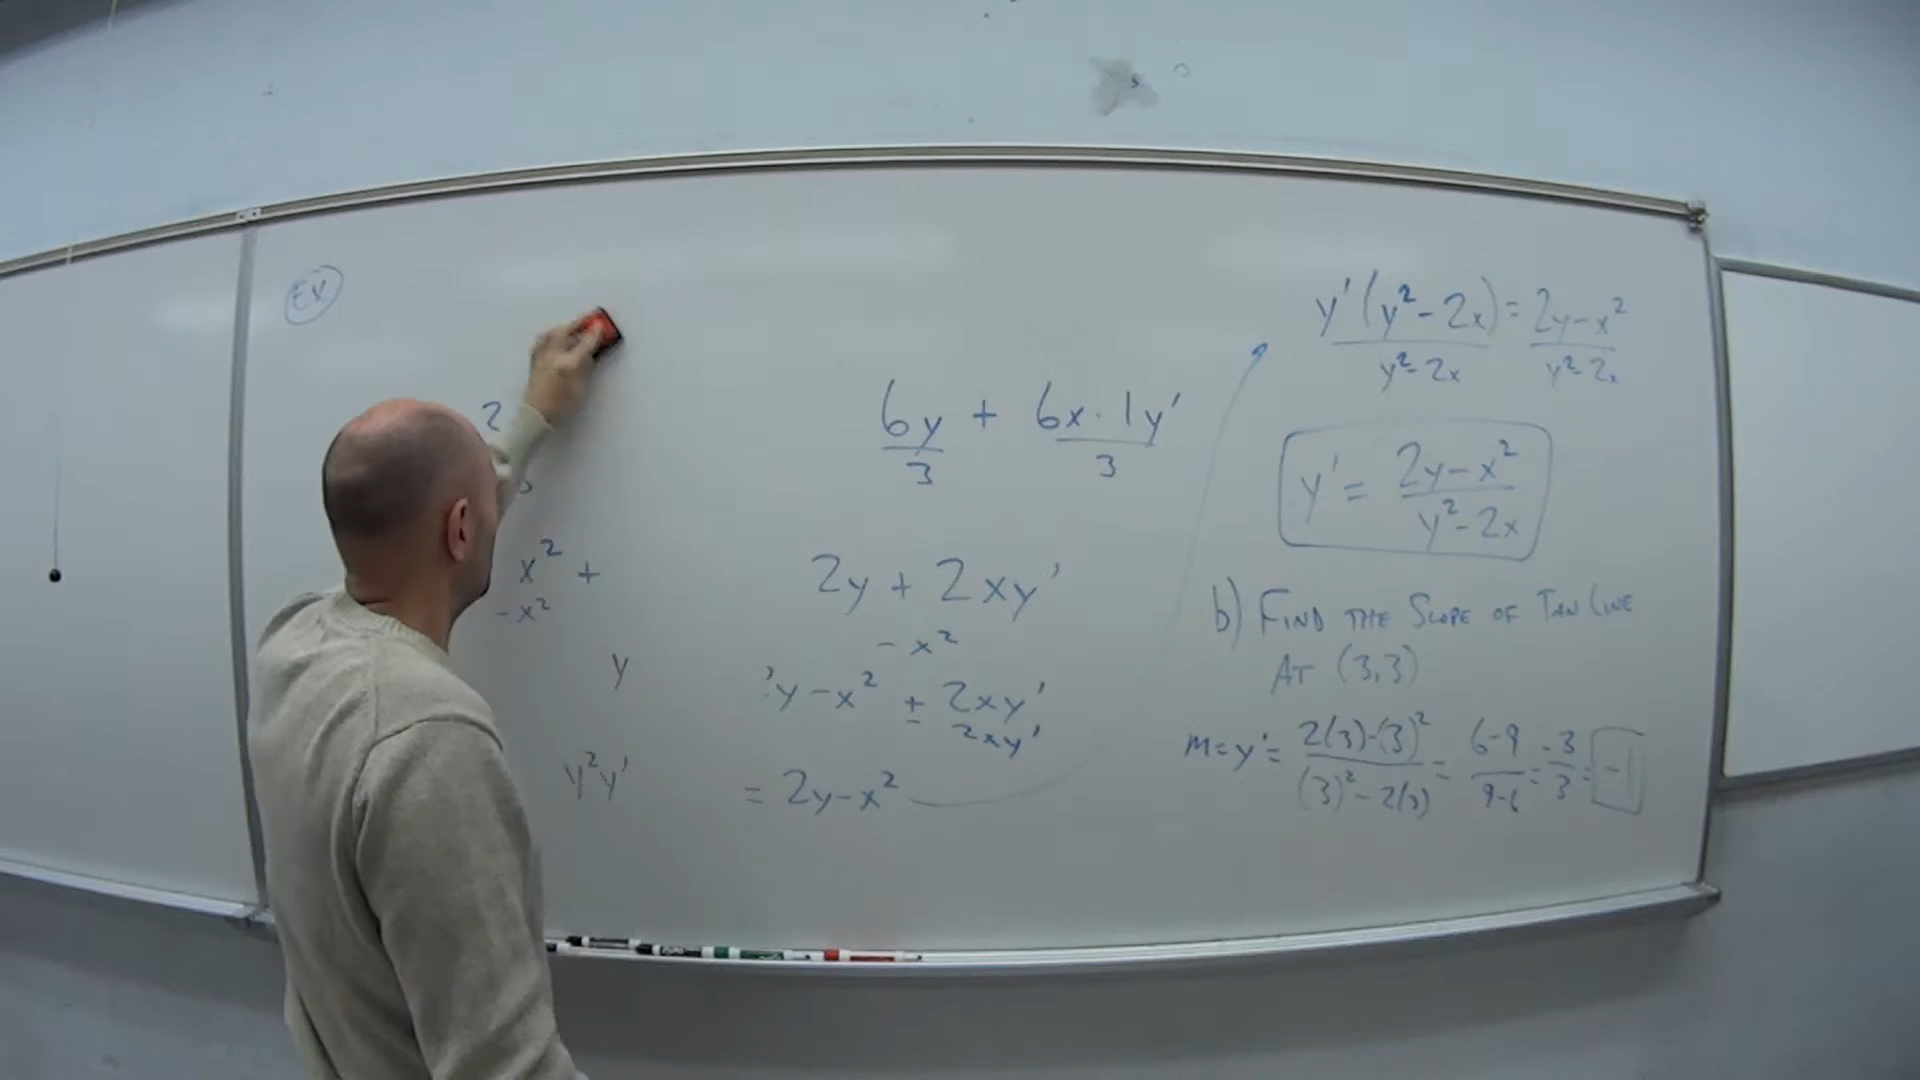 EX
2
x² +
-x²
y
y²y'
6y/3 + 6x·1y'/3
2y + 2xy'
-x²
y-x² + 2xy'
- 2xy'
= 2y-x²
y'(y²-2x)/y²-2x = 2y-x²/y²-2x
y' = 2y-x²/y²-2x
b) FIND THE SLOPE OF TAN LINE
AT (3,3)
m=y'= 2(3)-(3)²/(3)²-2(3) = 6-9/9-6 = -3/3 = -1